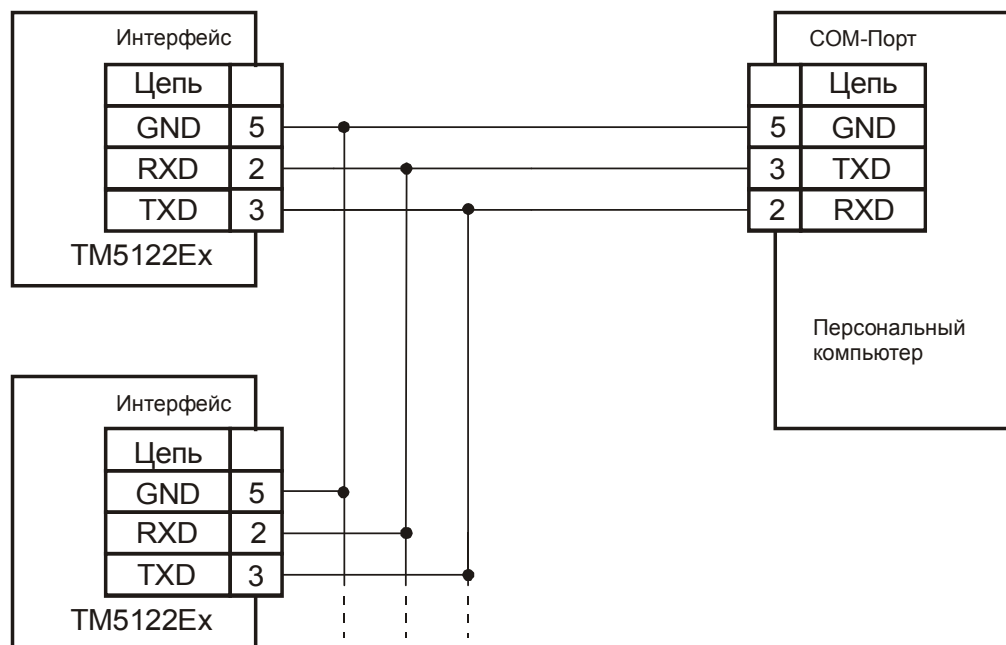 Интерфейс
Цепь
GND 5
RXD 2
TXD 3
TM5122Ex
COM-Порт
Цепь
5 GND
3 TXD
2 RXD
Персональный
компьютер
Интерфейс
Цепь
GND 5
RXD 2
TXD 3
TM5122Ex